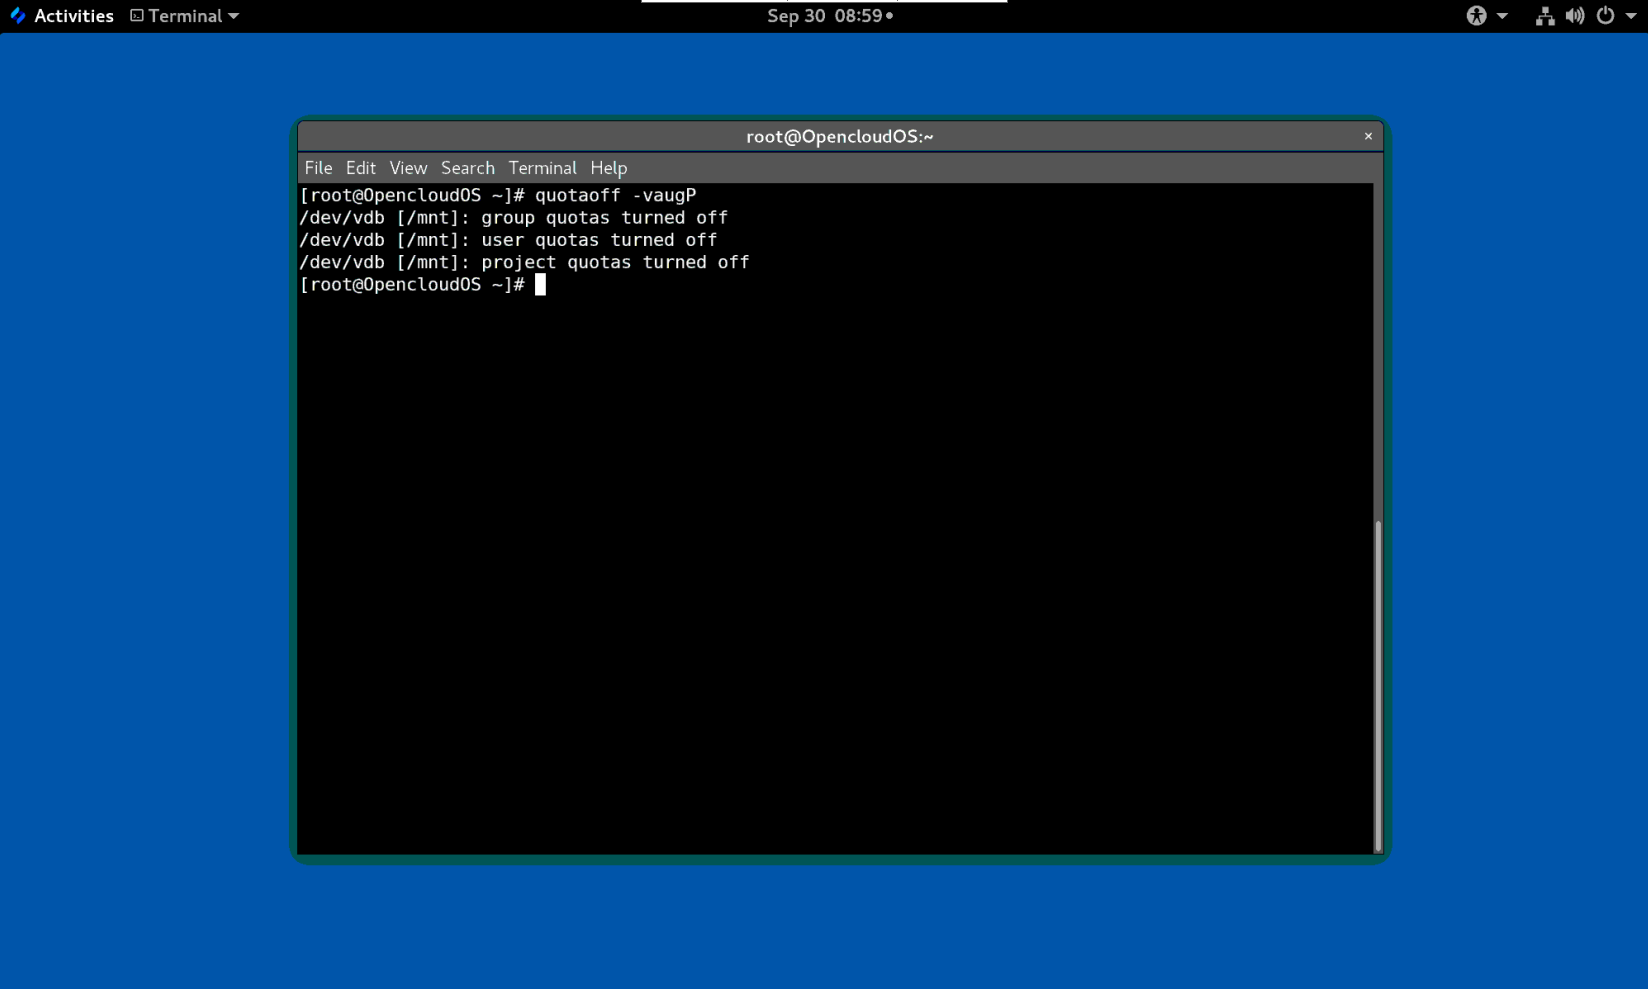 Activities Terminal Sep 30 08:59
root@OpencloudOS:~ ×
File Edit View Search Terminal Help
[root@OpencloudOS ~]# quotaoff -vaugP
/dev/vdb [/mnt]: group quotas turned off
/dev/vdb [/mnt]: user quotas turned off
/dev/vdb [/mnt]: project quotas turned off
[root@OpencloudOS ~]#